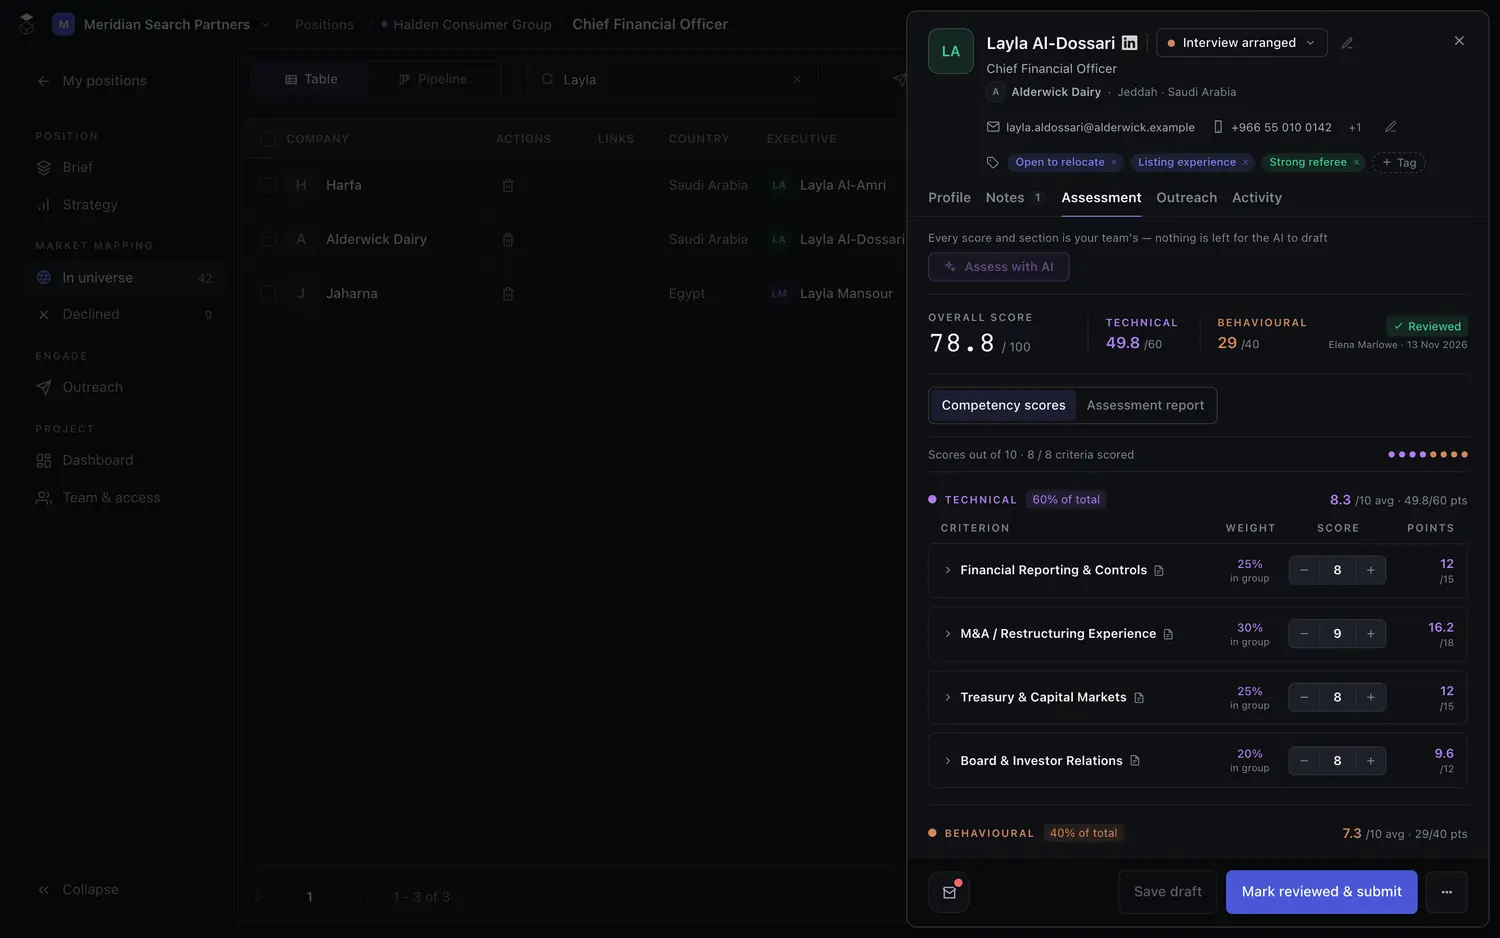 M Meridian Search Partners Positions / Halden Consumer Group Chief Financial Officer
My positions
POSITION
Brief
Strategy
MARKET MAPPING
In universe 42
Declined 0
ENGAGE
Outreach
PROJECT
Dashboard
Team & access
Collapse
Table Pipeline Layla
COMPANY ACTIONS LINKS COUNTRY EXECUTIVE
H Harfa Saudi Arabia LA Layla Al-Amri
A Alderwick Dairy Saudi Arabia LA Layla Al-Dossari
J Jaharna Egypt LM Layla Mansour
1 1 - 3 of 3
LA Layla Al-Dossari in Interview arranged
Chief Financial Officer
A Alderwick Dairy · Jeddah · Saudi Arabia
layla.aldossari@alderwick.example +966 55 010 0142 +1
Open to relocate × Listing experience × Strong referee × + Tag
Profile Notes 1 Assessment Outreach Activity
Every score and section is your team's — nothing is left for the AI to draft
Assess with AI
OVERALL SCORE
78.8 / 100
TECHNICAL
49.8 /60
BEHAVIOURAL
29 /40
Reviewed
Elena Marlowe · 13 Nov 2026
Competency scores Assessment report
Scores out of 10 · 8 / 8 criteria scored
TECHNICAL 60% of total 8.3 /10 avg · 49.8/60 pts
CRITERION WEIGHT SCORE POINTS
Financial Reporting & Controls 25% in group − 8 + 12 /15
M&A / Restructuring Experience 30% in group − 9 + 16.2 /18
Treasury & Capital Markets 25% in group − 8 + 12 /15
Board & Investor Relations 20% in group − 8 + 9.6 /12
BEHAVIOURAL 40% of total 7.3 /10 avg · 29/40 pts
Save draft Mark reviewed & submit ...